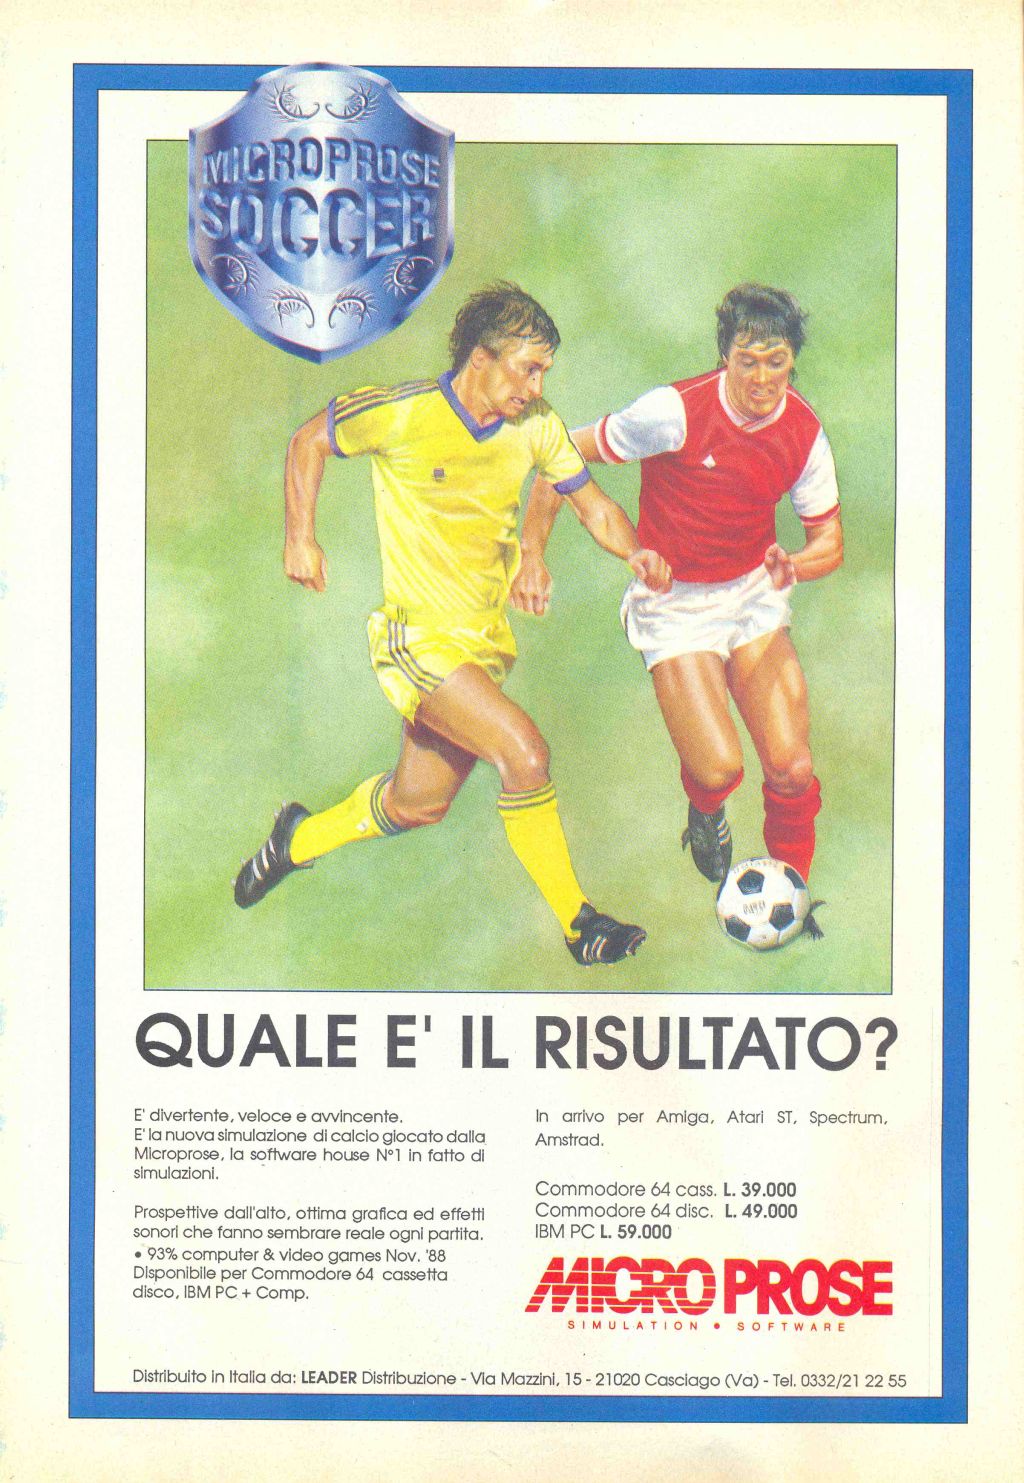 MICROPROSE
SOCCER
QUALE E' IL RISULTATO?
E' divertente, veloce e avvincente.
E' la nuova simulazione di calcio giocato dalla
Microprose, la software house N°1 in fatto di
simulazioni.
Prospettive dall'alto, ottima grafica ed effetti
sonori che fanno sembrare reale ogni partita.
• 93% computer & video games Nov. '88
Disponibile per Commodore 64 cassetta
disco, IBM PC + Comp.
In arrivo per Amiga, Atari ST, Spectrum,
Amstrad.
Commodore 64 cass. L. 39.000
Commodore 64 disc. L. 49.000
IBM PC L. 59.000
MICRO PROSE
SIMULATION • SOFTWARE
Distribuito in Italia da: LEADER Distribuzione - Via Mazzini, 15 - 21020 Casciago (Va) - Tel. 0332/21 22 55